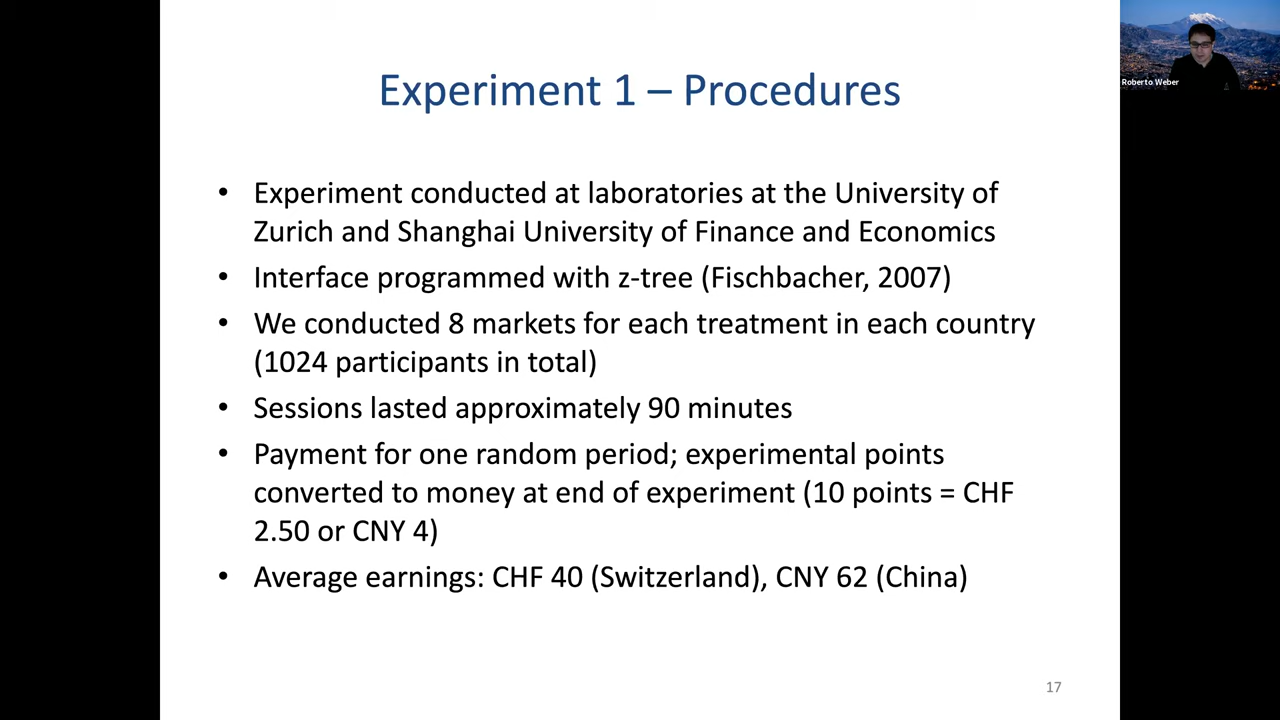 Experiment 1 – Procedures
• Experiment conducted at laboratories at the University of
Zurich and Shanghai University of Finance and Economics
• Interface programmed with z-tree (Fischbacher, 2007)
• We conducted 8 markets for each treatment in each country
(1024 participants in total)
• Sessions lasted approximately 90 minutes
• Payment for one random period; experimental points
converted to money at end of experiment (10 points = CHF
2.50 or CNY 4)
• Average earnings: CHF 40 (Switzerland), CNY 62 (China)
17
Roberto Weber